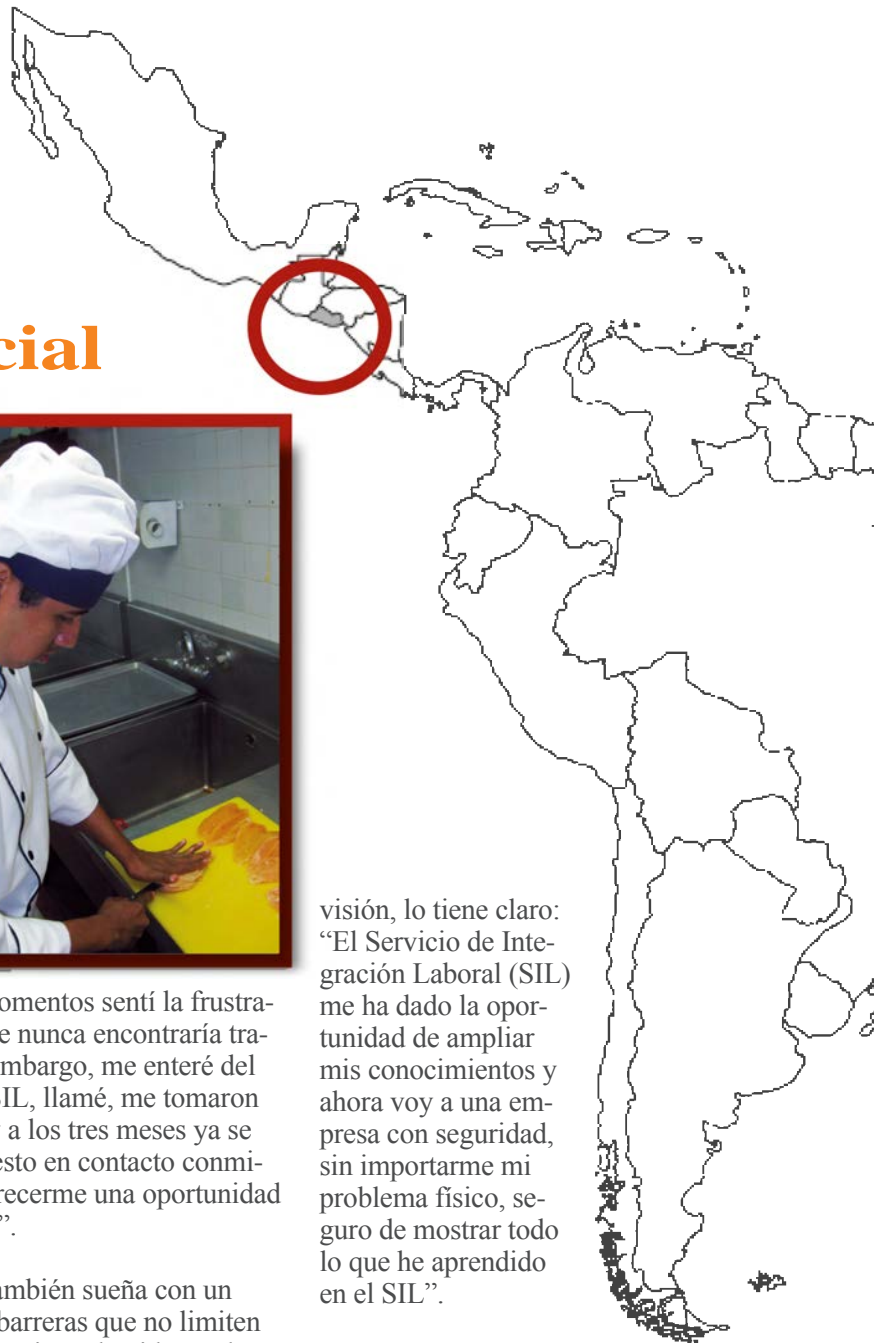 cial
omentos sentí la frustra-
e nunca encontraría tra-
mbargo, me enteré del
SIL, llamé, me tomaron
a los tres meses ya se
esto en contacto conmi-
recerme una oportunidad
”.
ambién sueña con un
barreras que no limiten
visión, lo tiene claro:
“El Servicio de Inte-
gración Laboral (SIL)
me ha dado la opor-
tunidad de ampliar
mis conocimientos y
ahora voy a una em-
presa con seguridad,
sin importarme mi
problema físico, se-
guro de mostrar todo
lo que he aprendido
en el SIL”.